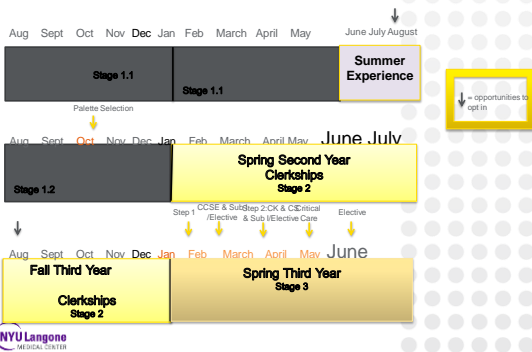 Aug Sept Oct Nov Dec Jan Feb March April May June July August
Stage 1.1
Stage 1.1
Summer
Experience
= opportunities to
opt in
Palette Selection
Aug Sept Oct Nov Dec Jan Feb March April May June July
Stage 1.2
Spring Second Year
Clerkships
Stage 2
Step 1
CCSE & Sub I
/Elective
Step 2:CK & CS
& Sub I/Elective
Critical
Care
Elective
Aug Sept Oct Nov Dec Jan Feb March April May June
Fall Third Year
Clerkships
Stage 2
Spring Third Year
Stage 3
NYU Langone
MEDICAL CENTER